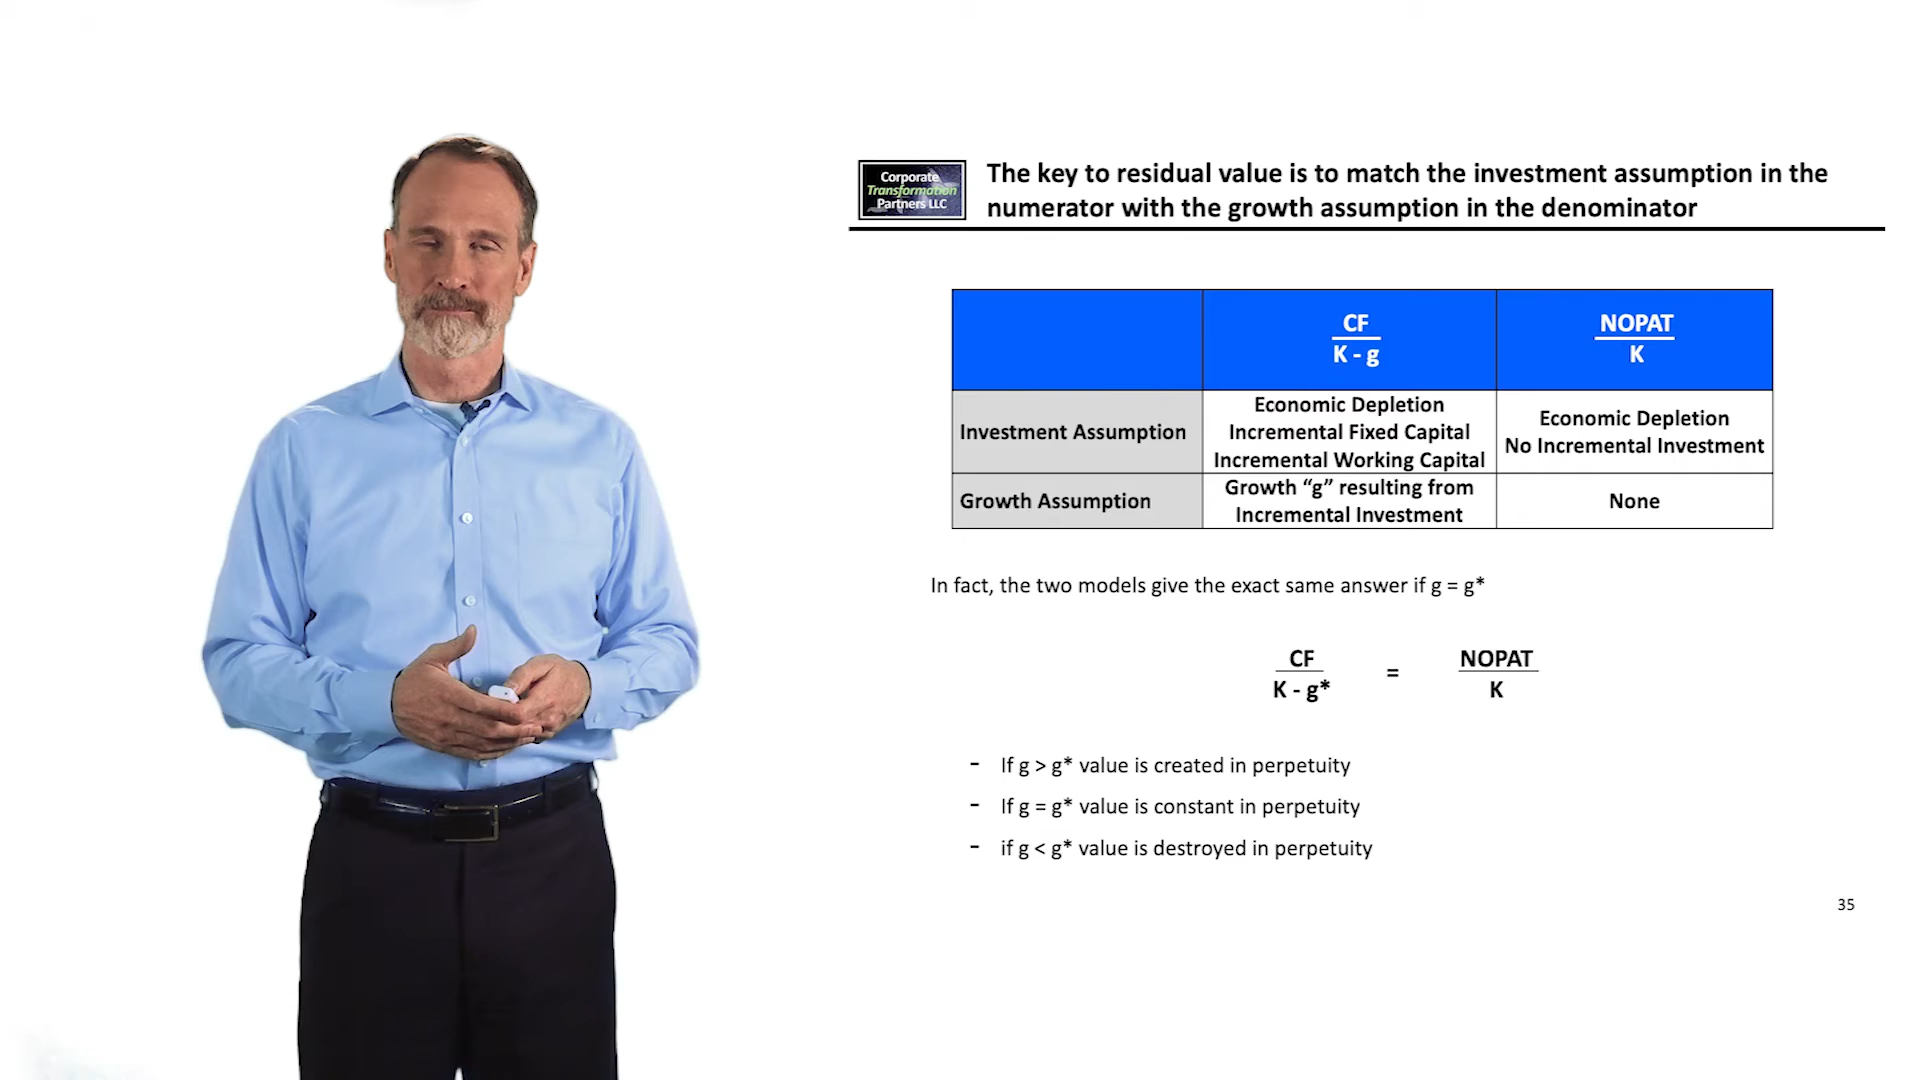 Corporate
Transformation
Partners LLC
The key to residual value is to match the investment assumption in the
numerator with the growth assumption in the denominator
CF
K - g
NOPAT
K
Investment Assumption
Economic Depletion
Incremental Fixed Capital
Incremental Working Capital
Economic Depletion
No Incremental Investment
Growth Assumption
Growth “g” resulting from
Incremental Investment
None
In fact, the two models give the exact same answer if g = g*
CF
K - g*
=
NOPAT
K
- If g > g* value is created in perpetuity
- If g = g* value is constant in perpetuity
- if g < g* value is destroyed in perpetuity
35